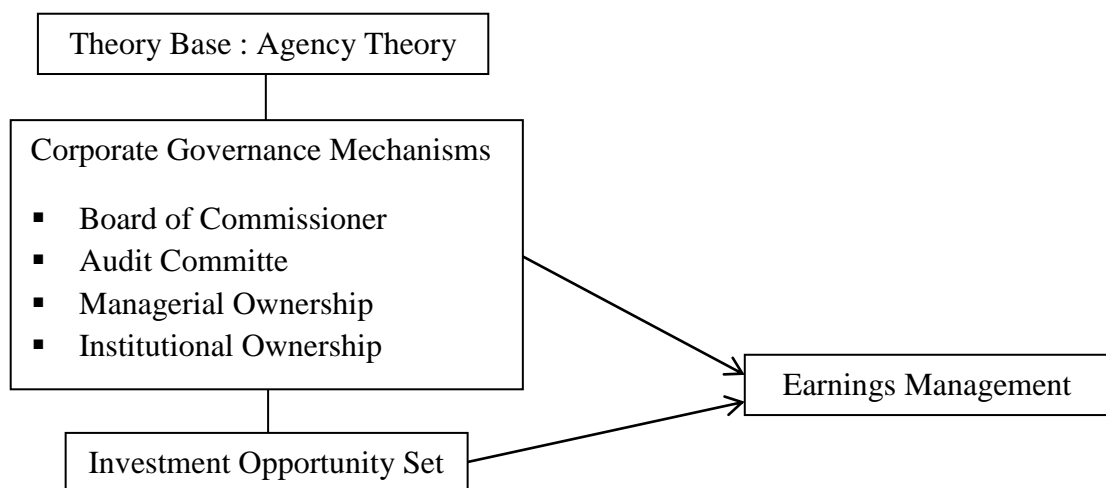 Theory Base : Agency Theory
Corporate Governance Mechanisms
▪ Board of Commissioner
▪ Audit Committe
▪ Managerial Ownership
▪ Institutional Ownership
Earnings Management
Investment Opportunity Set